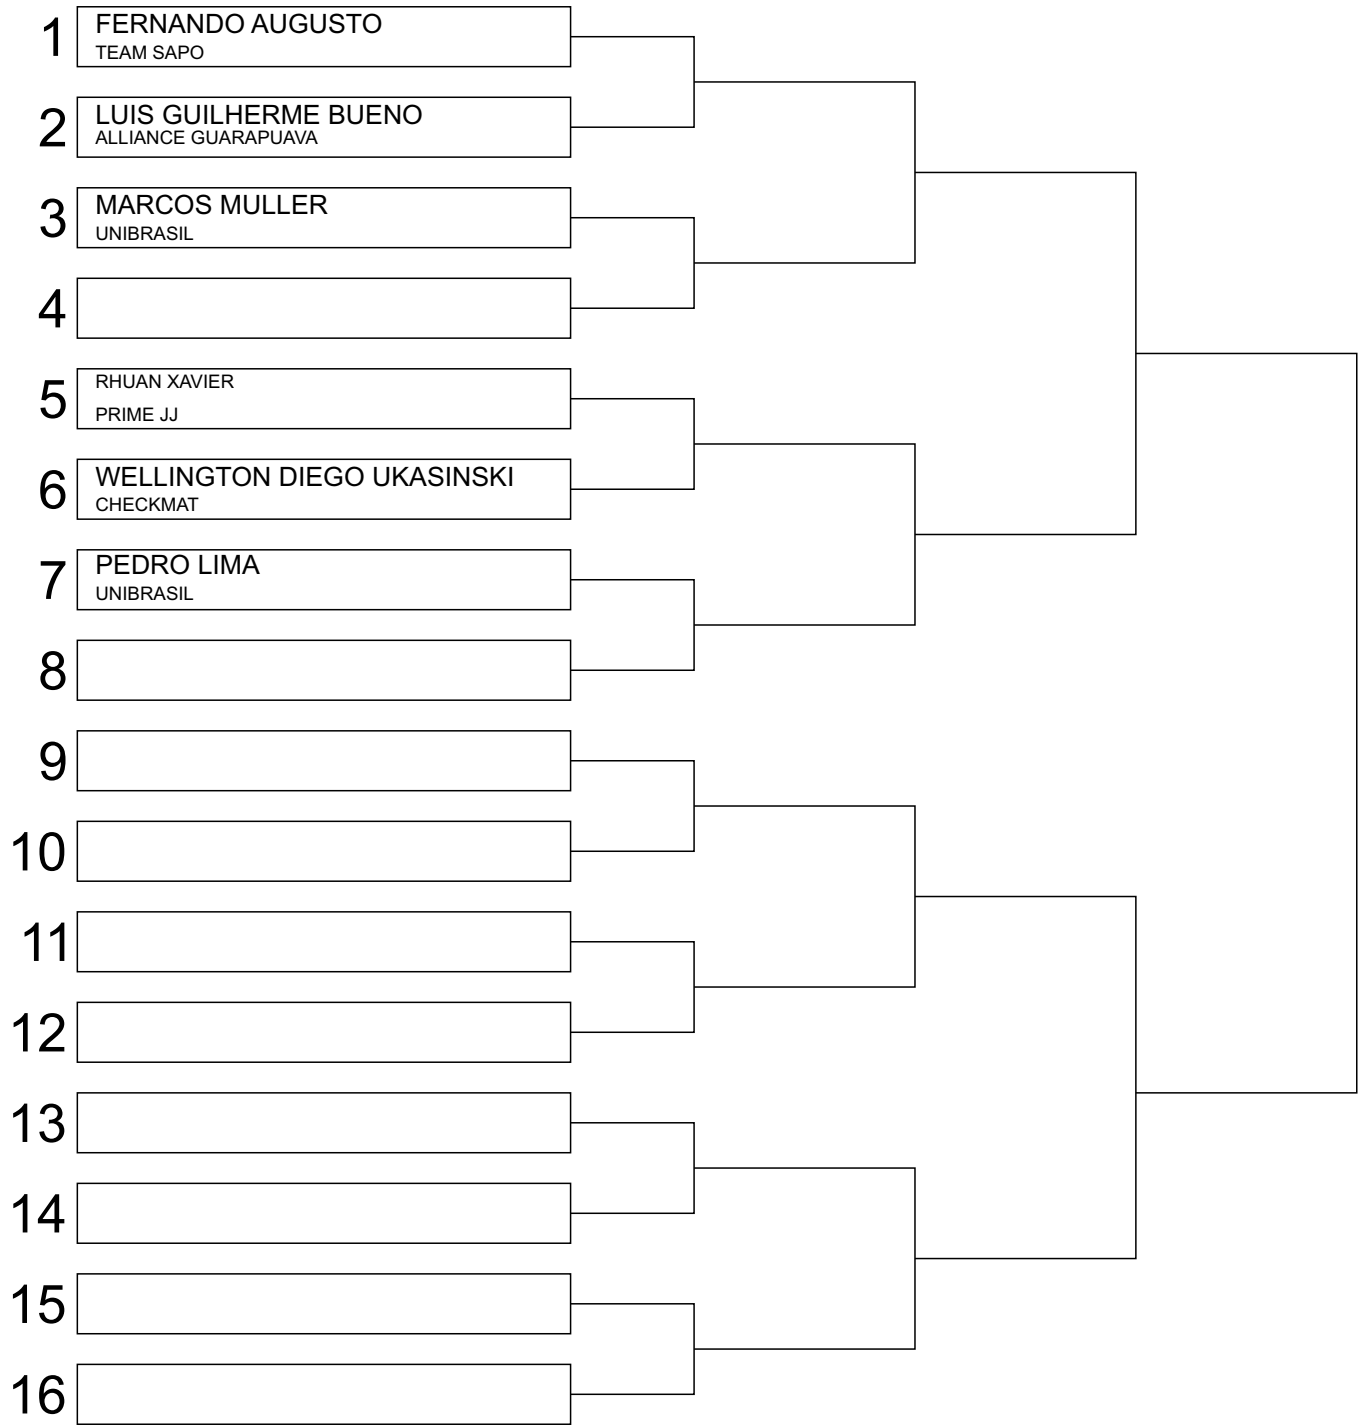 1
FERNANDO AUGUSTO
TEAM SAPO
2
LUIS GUILHERME BUENO
ALLIANCE GUARAPUAVA
3
MARCOS MULLER
UNIBRASIL
4
5
RHUAN XAVIER
PRIME JJ
6
WELLINGTON DIEGO UKASINSKI
CHECKMAT
7
PEDRO LIMA
UNIBRASIL
8
9
10
11
12
13
14
15
16